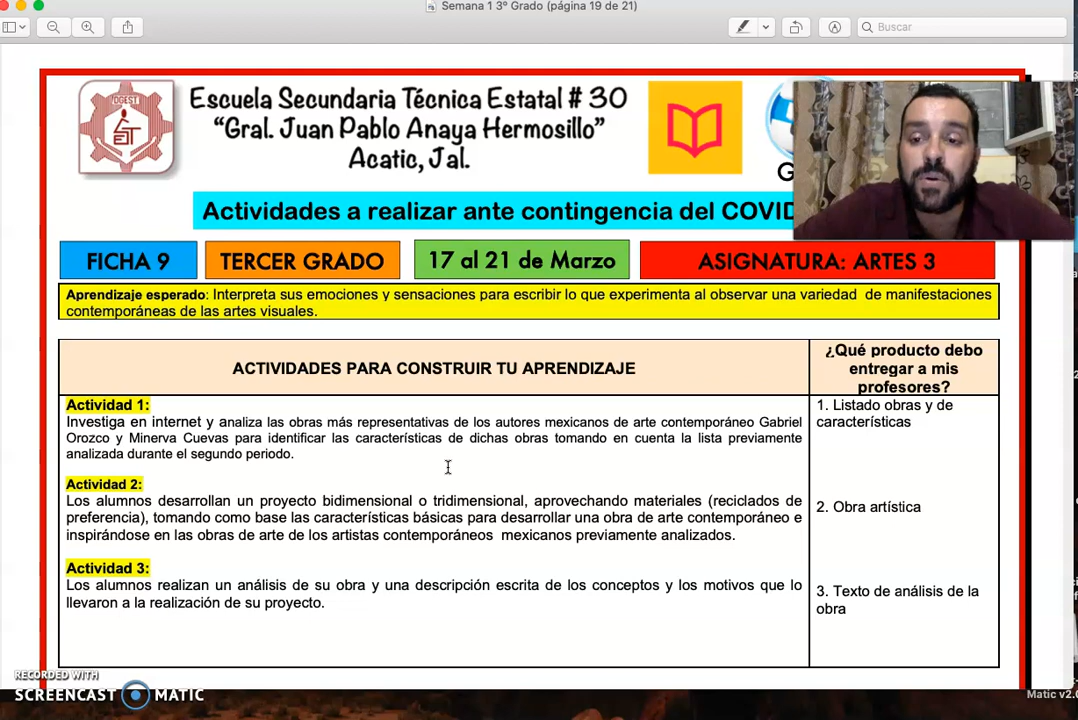 Semana 1 3º Grado (página 19 de 21)
Buscar
DGEST
ET
Escuela Secundaria Técnica Estatal # 30
“Gral. Juan Pablo Anaya Hermosillo”
Acatic, Jal.
G
Actividades a realizar ante contingencia del COVID
FICHA 9
TERCER GRADO
17 al 21 de Marzo
ASIGNATURA: ARTES 3
Aprendizaje esperado: Interpreta sus emociones y sensaciones para escribir lo que experimenta al observar una variedad de manifestaciones
contemporáneas de las artes visuales.
ACTIVIDADES PARA CONSTRUIR TU APRENDIZAJE
¿Qué producto debo
entregar a mis
profesores?
Actividad 1:
Investiga en internet y analiza las obras más representativas de los autores mexicanos de arte contemporáneo Gabriel
Orozco y Minerva Cuevas para identificar las características de dichas obras tomando en cuenta la lista previamente
analizada durante el segundo periodo.
1. Listado obras y de
características
Actividad 2:
Los alumnos desarrollan un proyecto bidimensional o tridimensional, aprovechando materiales (reciclados de
preferencia), tomando como base las características básicas para desarrollar una obra de arte contemporáneo e
inspirándose en las obras de arte de los artistas contemporáneos mexicanos previamente analizados.
2. Obra artística
Actividad 3:
Los alumnos realizan un análisis de su obra y una descripción escrita de los conceptos y los motivos que lo
llevaron a la realización de su proyecto.
3. Texto de análisis de la
obra
RECORDED WITH
SCREENCAST MATIC
Matic v2.0